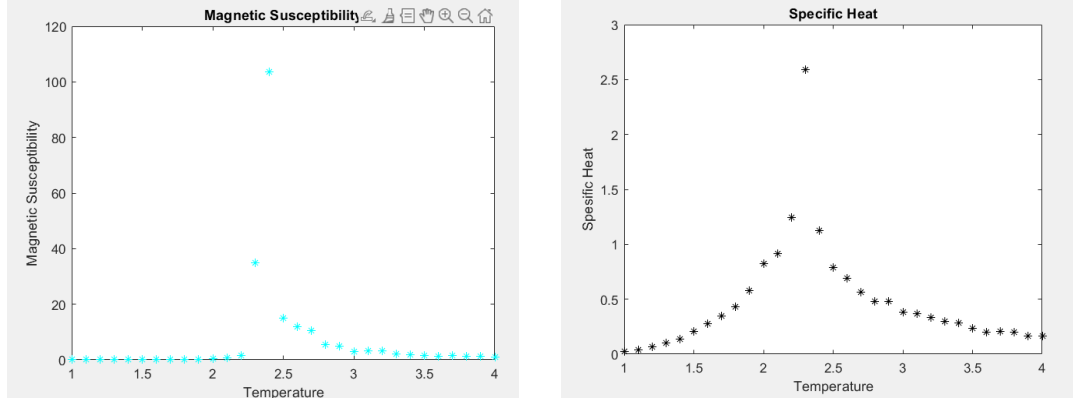 Magnetic Susceptibility
120
100
80
60
40
20
0
Magnetic Susceptibility
1 1.5 2 2.5 3 3.5 4
Temperature
Specific Heat
3
2.5
2
1.5
1
0.5
0
Spesific Heat
1 1.5 2 2.5 3 3.5 4
Temperature